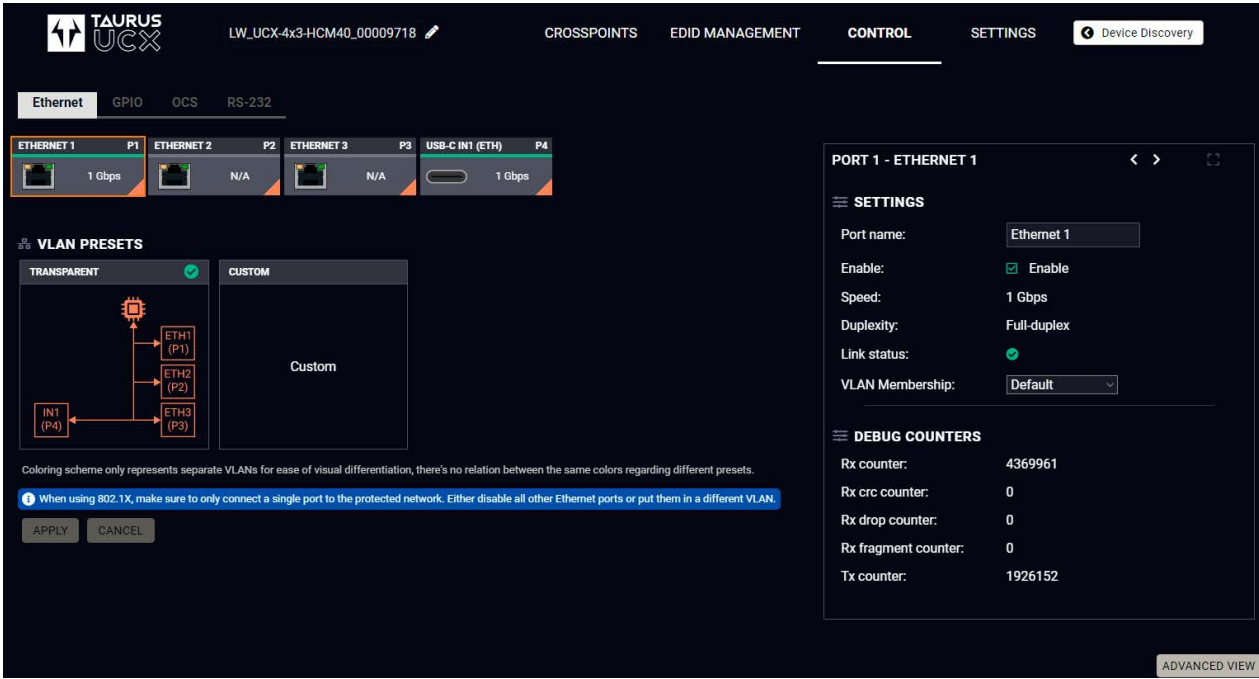 TAURUS
UCX
LW_UCX-4x3-HCM40_00009718
CROSSPOINTS
EDID MANAGEMENT
CONTROL
SETTINGS
Device Discovery
Ethernet
GPIO
OCS
RS-232
ETHERNET 1 P1
1 Gbps
ETHERNET 2 P2
N/A
ETHERNET 3 P3
N/A
USB-C IN1 (ETH) P4
1 Gbps
VLAN PRESETS
TRANSPARENT
ETH1
(P1)
ETH2
(P2)
ETH3
(P3)
IN1
(P4)
CUSTOM
Custom
Coloring scheme only represents separate VLANs for ease of visual differentiation, there's no relation between the same colors regarding different presets.
When using 802.1X, make sure to only connect a single port to the protected network. Either disable all other Ethernet ports or put them in a different VLAN.
APPLY
CANCEL
PORT 1 - ETHERNET 1
SETTINGS
Port name: Ethernet 1
Enable: Enable
Speed: 1 Gbps
Duplexity: Full-duplex
Link status:
VLAN Membership: Default
DEBUG COUNTERS
Rx counter: 4369961
Rx crc counter: 0
Rx drop counter: 0
Rx fragment counter: 0
Tx counter: 1926152
ADVANCED VIEW